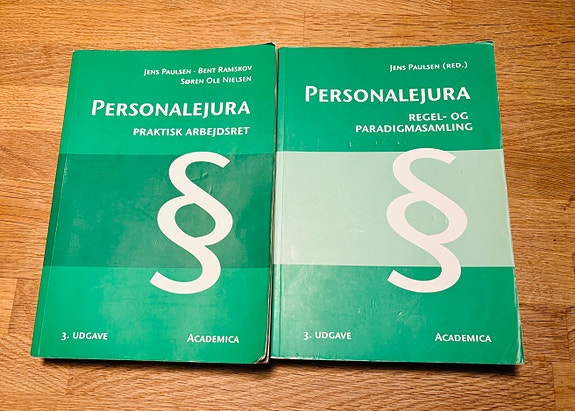 JENS PAULSEN · BENT RAMSKOV
SØREN OLE NIELSEN
PERSONALEJURA
PRAKTISK ARBEJDSRET
§
3. UDGAVE
ACADEMICA
JENS PAULSEN (RED.)
PERSONALEJURA
REGEL- OG
PARADIGMASAMLING
§
3. UDGAVE
ACADEMICA